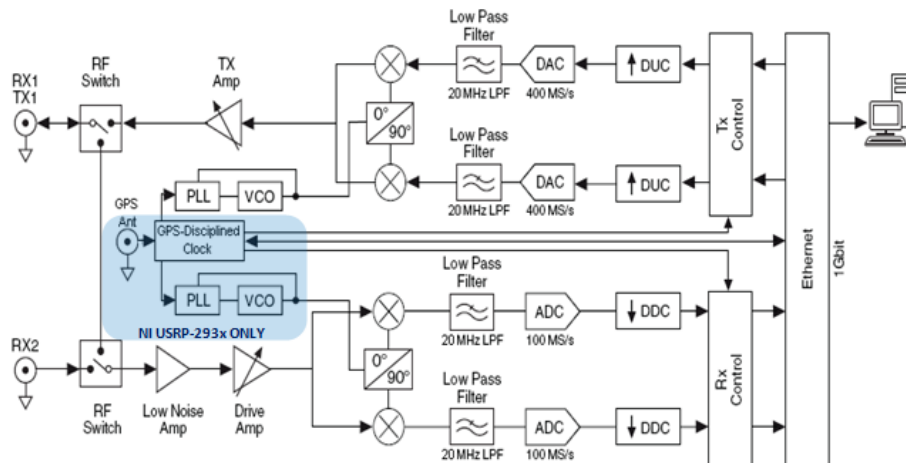 Low Pass
Filter
20 MHz LPF
DAC
400 MS/s
DUC
RX1
TX1
RF
Switch
TX
Amp
0°
90°
Low Pass
Filter
20 MHz LPF
DAC
400 MS/s
DUC
Tx
Control
PLL
VCO
GPS
Ant
GPS-Disciplined
Clock
PLL
VCO
NI USRP-293x ONLY
Ethernet
1Gbit
Low Pass
Filter
20 MHz LPF
ADC
100 MS/s
DDC
RX2
RF
Switch
Low Noise
Amp
Drive
Amp
0°
90°
Low Pass
Filter
20 MHz LPF
ADC
100 MS/s
DDC
Rx
Control